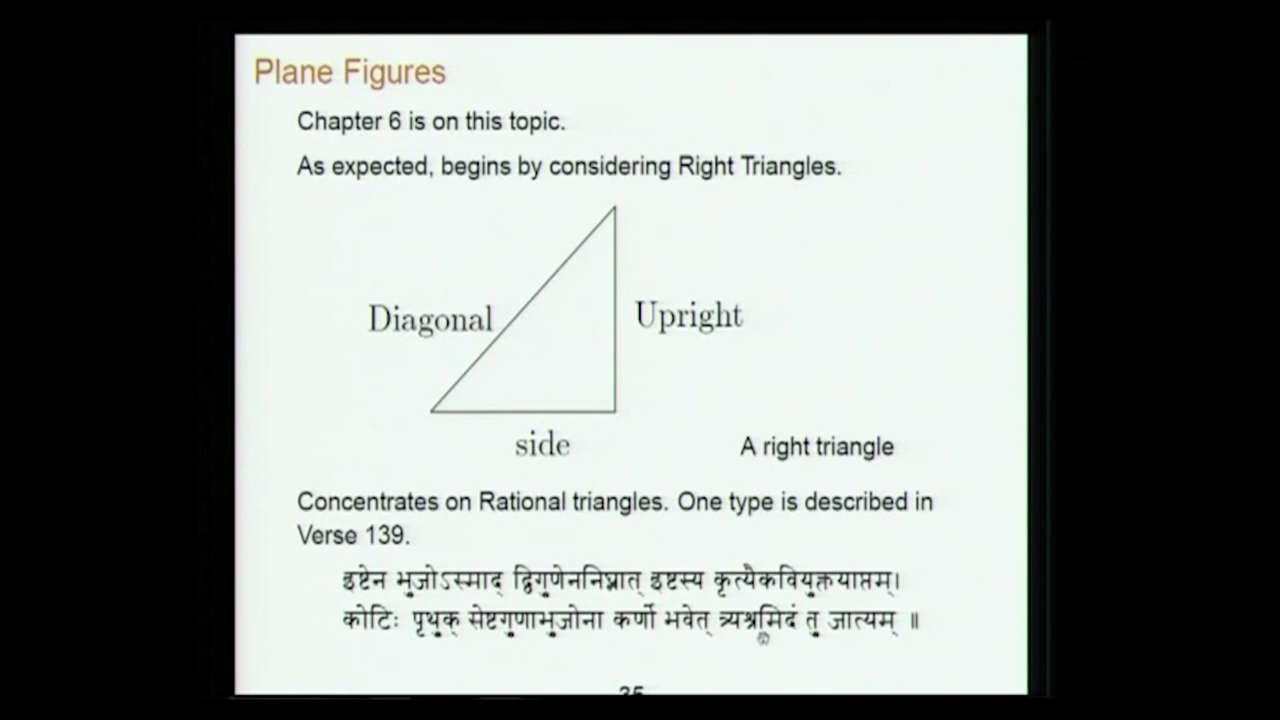 Plane Figures
Chapter 6 is on this topic.
As expected, begins by considering Right Triangles.
Diagonal
Upright
side
A right triangle
Concentrates on Rational triangles. One type is described in
Verse 139.
इष्टेन भुजोऽस्माद् द्विगुणेननिघ्नात् इष्टस्य कृत्यैकवियुक्तयाप्तम्।
कोटिः पृथुक् सेष्टगुणाभुजोना कर्णो भवेत् त्र्यश्रमिदं तु जात्यम् ॥